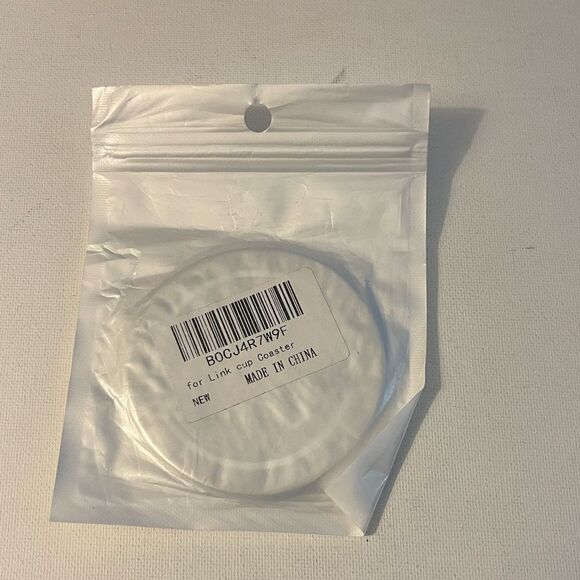 B0CJ4R7W9F
for Link cup Coaster
NEW MADE IN CHINA